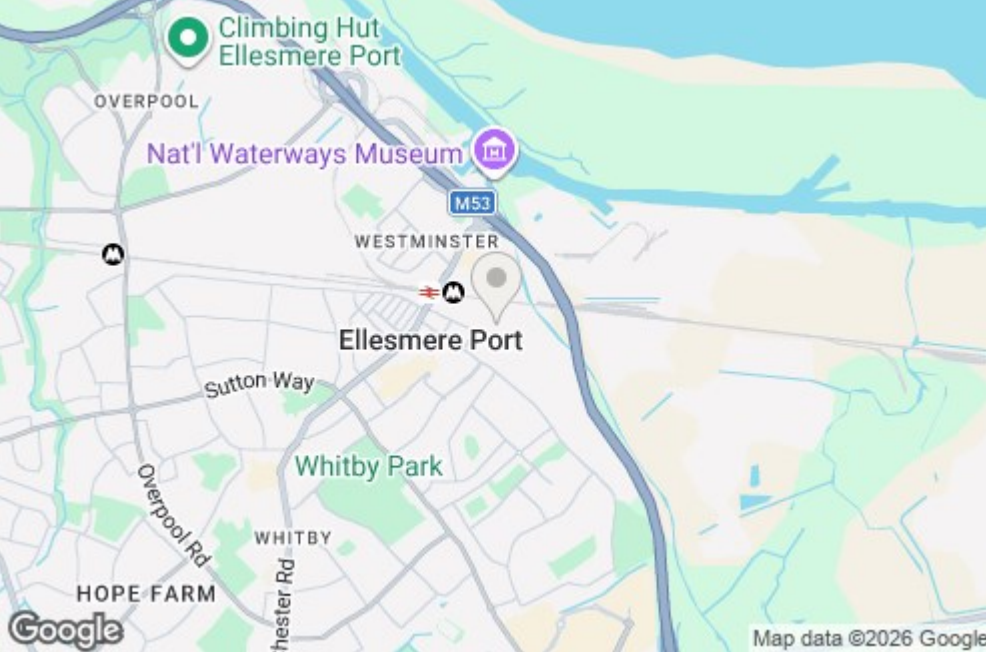 Climbing Hut
Ellesmere Port
OVERPOOL
Nat'l Waterways Museum
M53
WESTMINSTER
Ellesmere Port
Sutton Way
Whitby Park
Overpool Rd
WHITBY
hester Rd
HOPE FARM
Google
Map data ©2026 Google